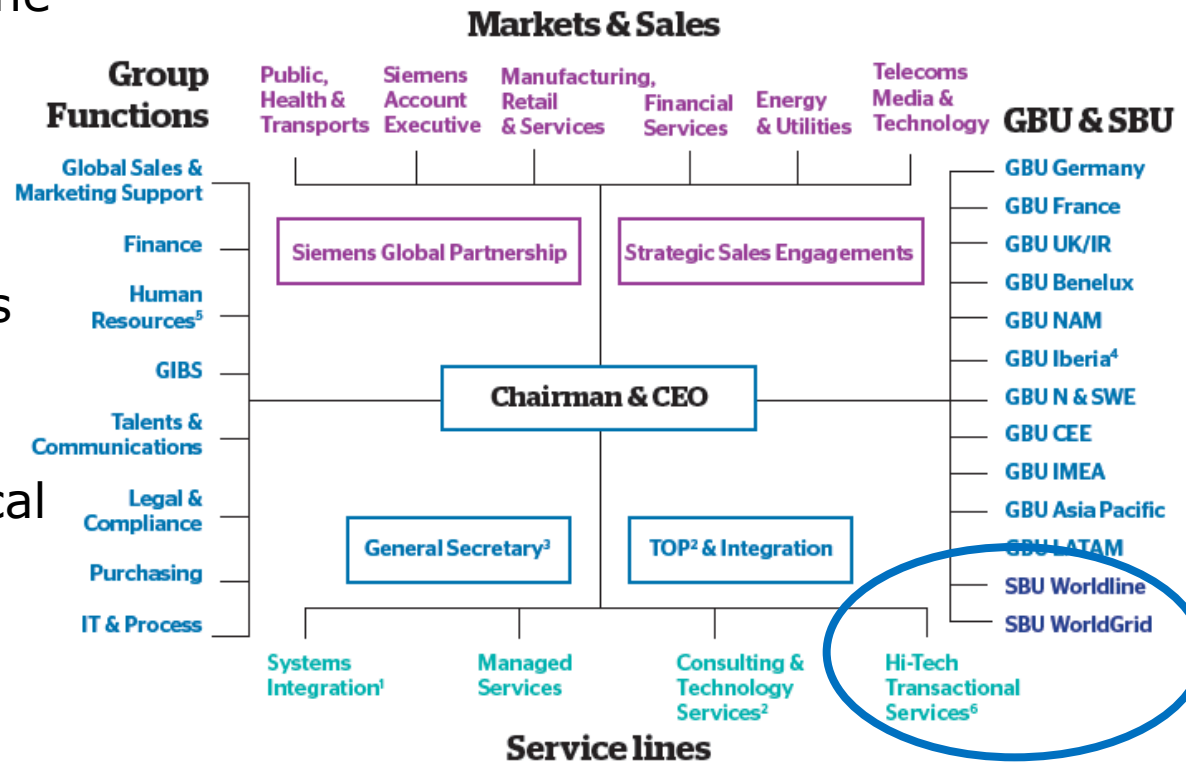 ne
s
cal
Markets & Sales
Group
Functions
Public,
Health &
Transports
Siemens
Account
Executive
Manufacturing,
Retail
& Services
Financial
Services
Energy
& Utilities
Telecoms
Media &
Technology
GBU & SBU
Global Sales &
Marketing Support
Finance
Human
Resources⁵
GIBS
Talents &
Communications
Legal &
Compliance
Purchasing
IT & Process
Siemens Global Partnership
Strategic Sales Engagements
Chairman & CEO
General Secretary³
TOP² & Integration
GBU Germany
GBU France
GBU UK/IR
GBU Benelux
GBU NAM
GBU Iberia⁴
GBU N & SWE
GBU CEE
GBU IMEA
GBU Asia Pacific
GBU LATAM
SBU Worldline
SBU WorldGrid
Systems
Integration¹
Managed
Services
Consulting &
Technology
Services²
Hi-Tech
Transactional
Services⁶
Service lines